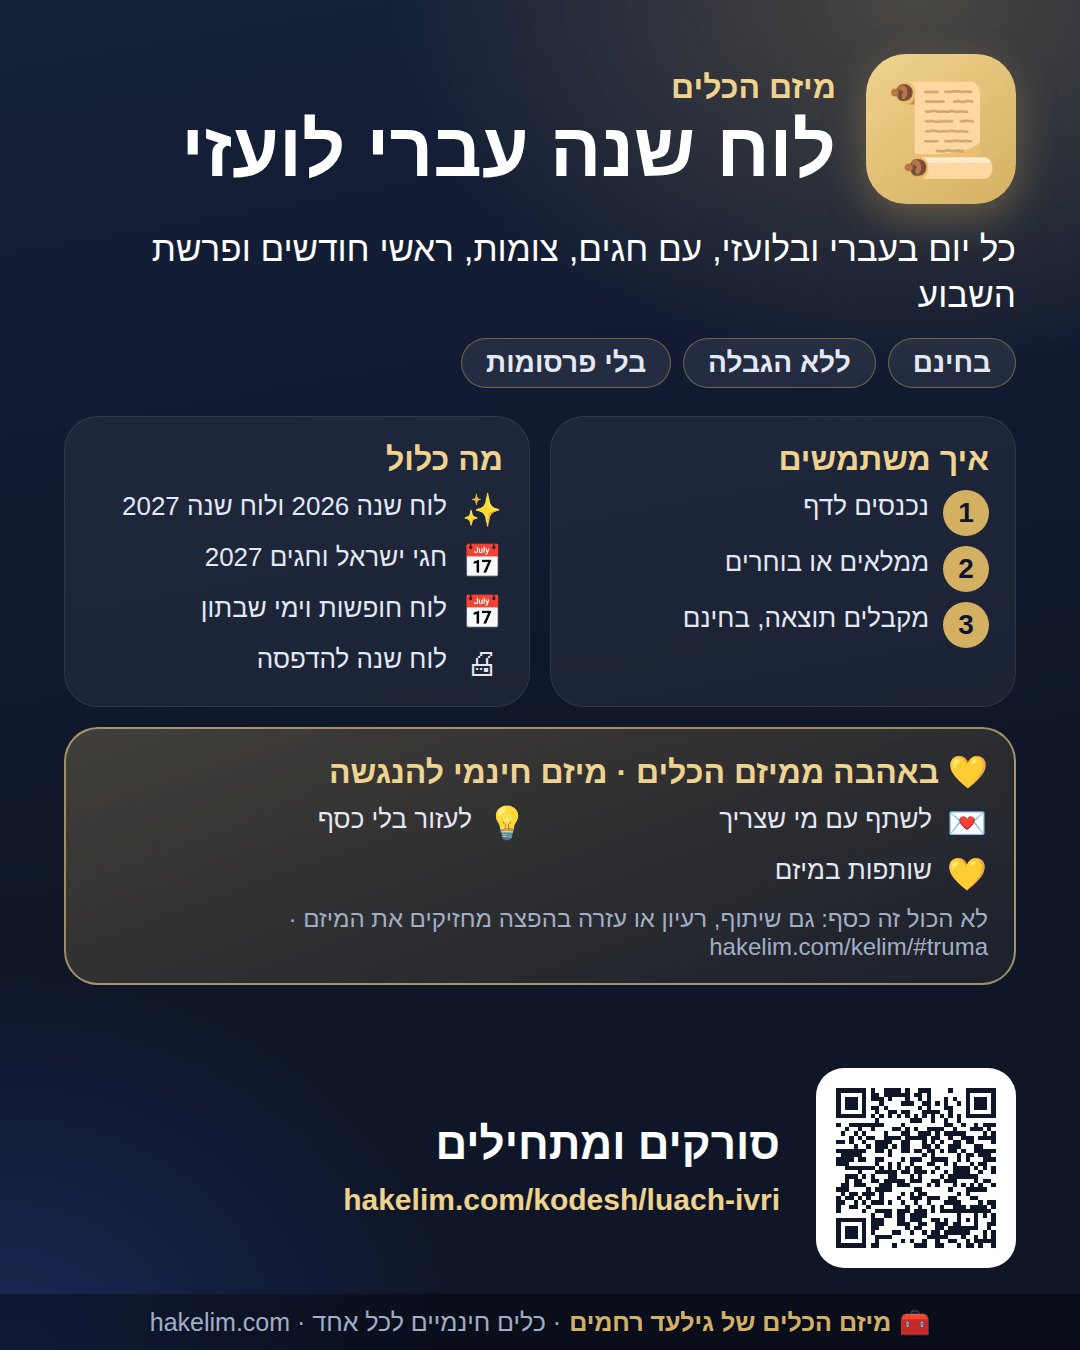 מיזם הכלים
לוח שנה עברי לועזי
כל יום בעברי ובלועזי, עם חגים, צומות, ראשי חודשים ופרשת
השבוע
בחינם
ללא הגבלה
בלי פרסומות
איך משתמשים
1 נכנסים לדף
2 ממלאים או בוחרים
3 מקבלים תוצאה, בחינם
מה כלול
✨ לוח שנה 2026 ולוח שנה 2027
📅 חגי ישראל וחגים 2027
📅 לוח חופשות וימי שבתון
🖨 לוח שנה להדפסה
💛 באהבה ממיזם הכלים · מיזם חינמי להנגשה
💌 לשתף עם מי שצריך
💡 לעזור בלי כסף
💛 שותפות במיזם
לא הכול זה כסף: גם שיתוף, רעיון או עזרה בהפצה מחזיקים את המיזם ·
hakelim.com/kelim/#truma
סורקים ומתחילים
hakelim.com/kodesh/luach-ivri
🧰 מיזם הכלים של גילעד רחמים · כלים חינמיים לכל אחד · hakelim.com